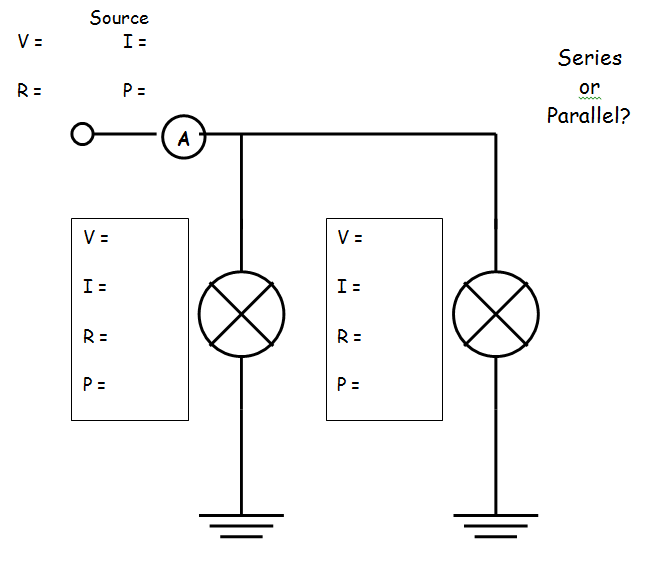 Source
V = I =
R = P =
Series
or
Parallel?
A
V =
I =
R =
P =
V =
I =
R =
P =